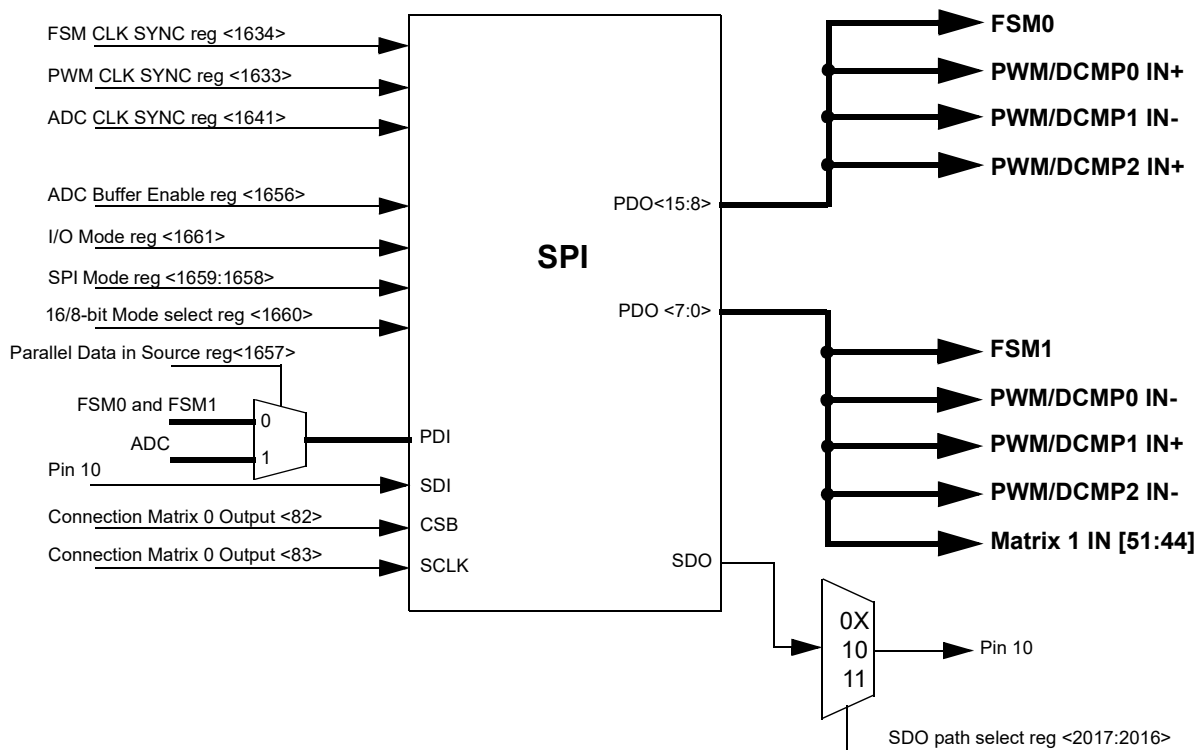 FSM CLK SYNC reg <1634>
PWM CLK SYNC reg <1633>
ADC CLK SYNC reg <1641>
ADC Buffer Enable reg <1656>
I/O Mode reg <1661>
SPI Mode reg <1659:1658>
16/8-bit Mode select reg <1660>
Parallel Data in Source reg<1657>
FSM0 and FSM1
0
ADC
1
Pin 10
Connection Matrix 0 Output <82>
Connection Matrix 0 Output <83>
PDI
SDI
CSB
SCLK
SPI
PDO<15:8>
PDO <7:0>
SDO
FSM0
PWM/DCMP0 IN+
PWM/DCMP1 IN-
PWM/DCMP2 IN+
FSM1
PWM/DCMP0 IN-
PWM/DCMP1 IN+
PWM/DCMP2 IN-
Matrix 1 IN [51:44]
0X
10
11
Pin 10
SDO path select reg <2017:2016>